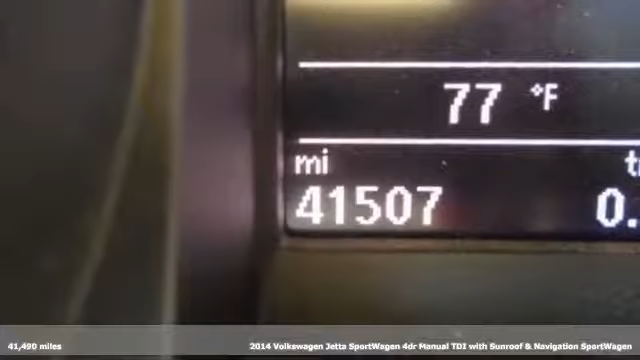 77 °F
mi
41507 0.
41,490 miles 2014 Volkswagen Jetta SportWagen 4dr Manual TDI with Sunroof & Navigation SportWagen